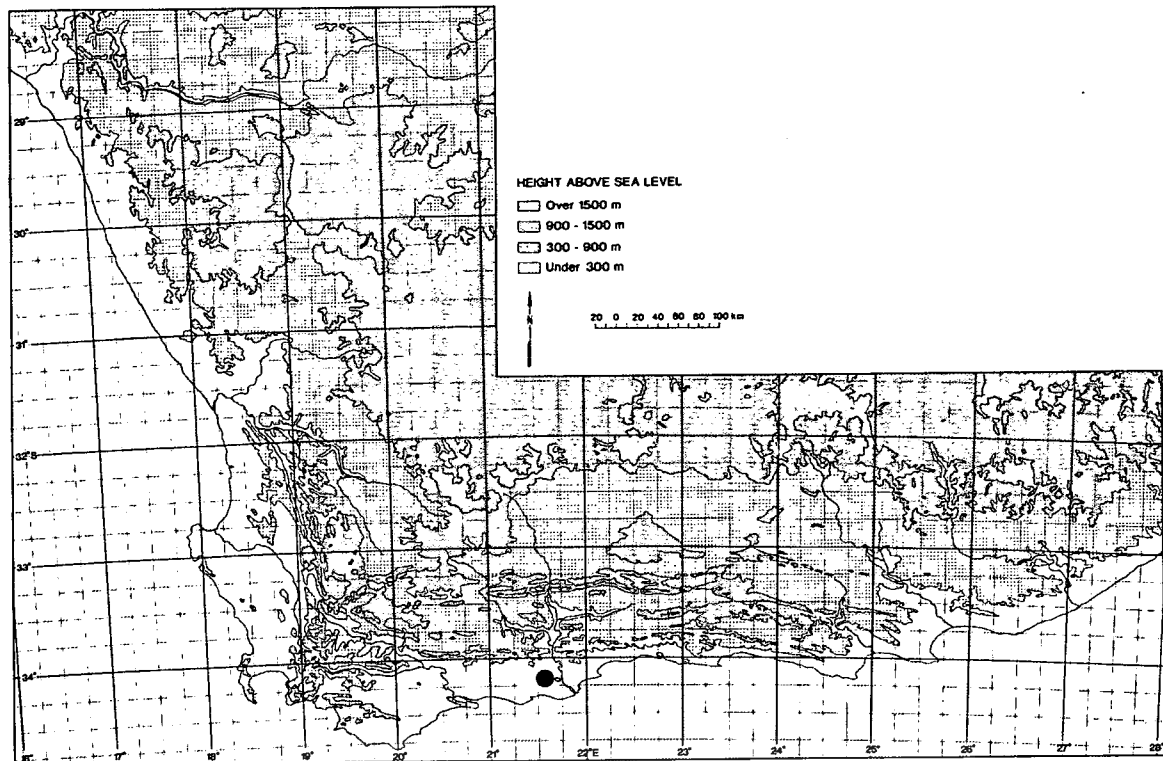 HEIGHT ABOVE SEA LEVEL
Over 1500 m
900 - 1500 m
300 - 900 m
Under 300 m
N
20 0 20 40 60 80 100 km
29°
30°
31°
32°S
33°
34°
16° 17° 18° 19° 20° 21° 22°E 23° 24° 25° 26° 27° 28°